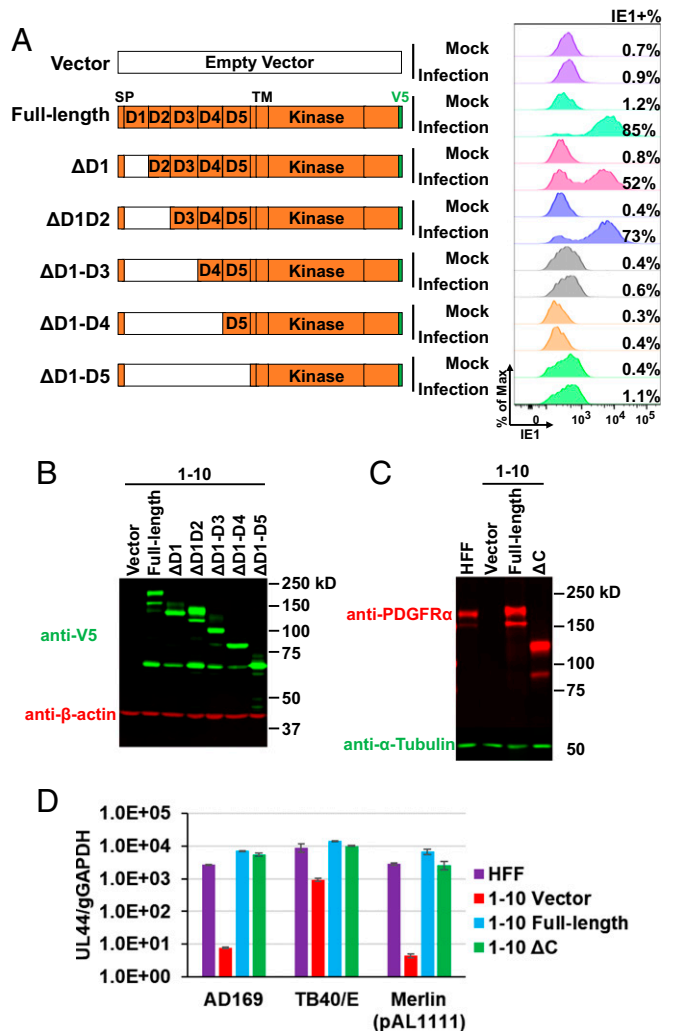 A
IE1+%
Vector
Empty Vector
Mock 0.7%
Infection 0.9%
SP TM V5
Full-length
D1 D2 D3 D4 D5 Kinase
Mock 1.2%
Infection 85%
ΔD1
D2 D3 D4 D5 Kinase
Mock 0.8%
Infection 52%
ΔD1D2
D3 D4 D5 Kinase
Mock 0.4%
Infection 73%
ΔD1-D3
D4 D5 Kinase
Mock 0.4%
Infection 0.6%
ΔD1-D4
D5 Kinase
Mock 0.3%
Infection 0.4%
ΔD1-D5
Kinase
Mock 0.4%
Infection 1.1%
% of Max
0 10³ 10⁴ 10⁵
IE1
B
1-10
Vector
Full-length
ΔD1
ΔD1D2
ΔD1-D3
ΔD1-D4
ΔD1-D5
250 kD
150
100
75
50
37
anti-V5
anti-β-actin
C
1-10
HFF
Vector
Full-length
ΔC
250 kD
150
100
75
50
anti-PDGFRα
anti-α-Tubulin
D
UL44/gGAPDH
1.0E+05
1.0E+04
1.0E+03
1.0E+02
1.0E+01
1.0E+00
AD169 TB40/E Merlin
(pAL1111)
HFF
1-10 Vector
1-10 Full-length
1-10 ΔC